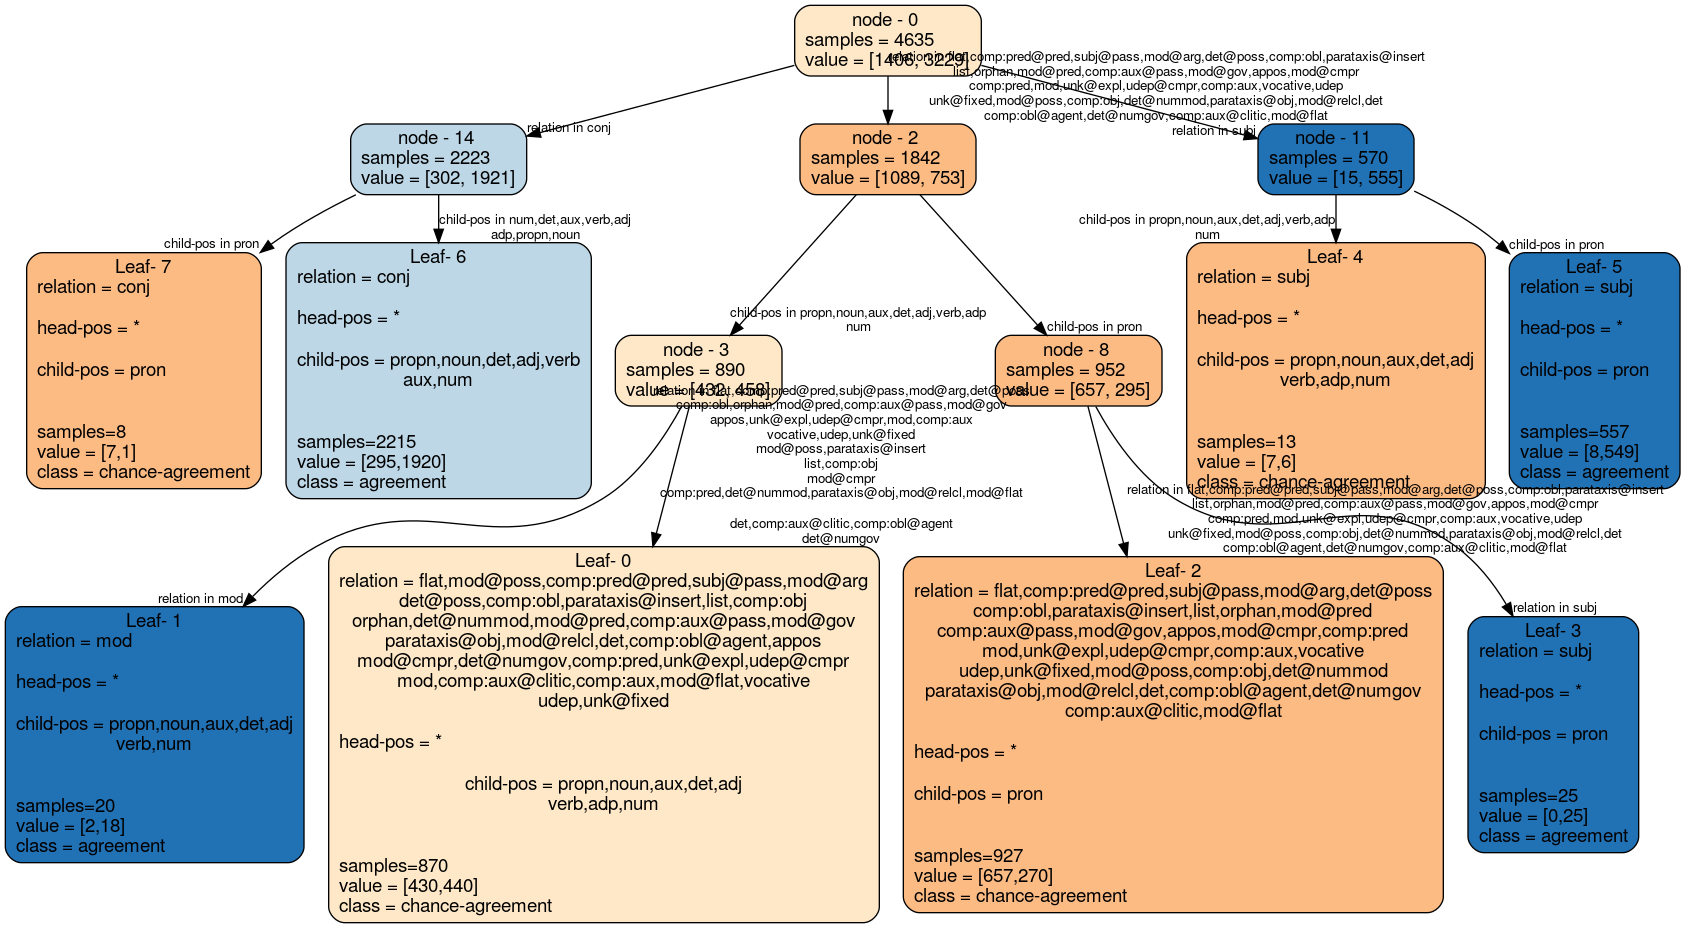 node - 0
samples = 4635
value = [1406, 3229]
relation in flat,comp:pred@pred,subj@pass,mod@arg,det@poss,comp:obl,parataxis@insert
list,orphan,mod@pred,comp:aux@pass,mod@gov,appos,mod@cmpr
comp:pred,mod,unk@expl,udep@cmpr,comp:aux,vocative,udep
unk@fixed,mod@poss,comp:obj,det@nummod,parataxis@obj,mod@relcl,det
comp:obl@agent,det@numgov,comp:aux@clitic,mod@flat
relation in conj
relation in subj
node - 14
samples = 2223
value = [302, 1921]
node - 2
samples = 1842
value = [1089, 753]
node - 11
samples = 570
value = [15, 555]
child-pos in pron
child-pos in num,det,aux,verb,adj
adp,propn,noun
child-pos in propn,noun,aux,det,adj,verb,adp
num
child-pos in pron
Leaf- 7
relation = conj
head-pos = *
child-pos = pron
samples=8
value = [7,1]
class = chance-agreement
Leaf- 6
relation = conj
head-pos = *
child-pos = propn,noun,det,adj,verb
aux,num
samples=2215
value = [295,1920]
class = agreement
child-pos in propn,noun,aux,det,adj,verb,adp
num
child-pos in pron
node - 3
samples = 890
value = [432, 458]
node - 8
samples = 952
value = [657, 295]
Leaf- 4
relation = subj
head-pos = *
child-pos = propn,noun,aux,det,adj
verb,adp,num
samples=13
value = [7,6]
class = chance-agreement
Leaf- 5
relation = subj
head-pos = *
child-pos = pron
samples=557
value = [8,549]
class = agreement
relation in flat,comp:pred@pred,subj@pass,mod@arg,det@poss
comp:obl,orphan,mod@pred,comp:aux@pass,mod@gov
appos,unk@expl,udep@cmpr,mod,comp:aux
vocative,udep,unk@fixed
mod@poss,parataxis@insert
list,comp:obj
mod@cmpr
comp:pred,det@nummod,parataxis@obj,mod@relcl,mod@flat
det,comp:aux@clitic,comp:obl@agent
det@numgov
relation in flat,comp:pred@pred,subj@pass,mod@arg,det@poss,comp:obl,parataxis@insert
list,orphan,mod@pred,comp:aux@pass,mod@gov,appos,mod@cmpr
comp:pred,mod,unk@expl,udep@cmpr,comp:aux,vocative,udep
unk@fixed,mod@poss,comp:obj,det@nummod,parataxis@obj,mod@relcl,det
comp:obl@agent,det@numgov,comp:aux@clitic,mod@flat
relation in mod
relation in subj
Leaf- 1
relation = mod
head-pos = *
child-pos = propn,noun,aux,det,adj
verb,num
samples=20
value = [2,18]
class = agreement
Leaf- 0
relation = flat,mod@poss,comp:pred@pred,subj@pass,mod@arg
det@poss,comp:obl,parataxis@insert,list,comp:obj
orphan,det@nummod,mod@pred,comp:aux@pass,mod@gov
parataxis@obj,mod@relcl,det,comp:obl@agent,appos
mod@cmpr,det@numgov,comp:pred,unk@expl,udep@cmpr
mod,comp:aux@clitic,comp:aux,mod@flat,vocative
udep,unk@fixed
head-pos = *
child-pos = propn,noun,aux,det,adj
verb,adp,num
samples=870
value = [430,440]
class = chance-agreement
Leaf- 2
relation = flat,comp:pred@pred,subj@pass,mod@arg,det@poss
comp:obl,parataxis@insert,list,orphan,mod@pred
comp:aux@pass,mod@gov,appos,mod@cmpr,comp:pred
mod,unk@expl,udep@cmpr,comp:aux,vocative
udep,unk@fixed,mod@poss,comp:obj,det@nummod
parataxis@obj,mod@relcl,det,comp:obl@agent,det@numgov
comp:aux@clitic,mod@flat
head-pos = *
child-pos = pron
samples=927
value = [657,270]
class = chance-agreement
Leaf- 3
relation = subj
head-pos = *
child-pos = pron
samples=25
value = [0,25]
class = agreement